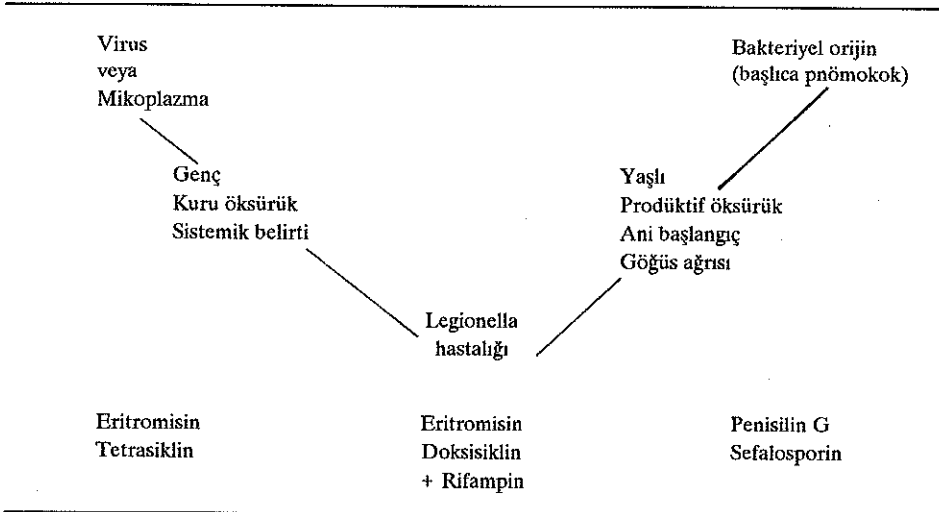 Virus
veya
Mikoplazma
Bakteriyel orijin
(başlıca pnömokok)
Genç
Kuru öksürük
Sistemik belirti
Yaşlı
Prodüktif öksürük
Ani başlangıç
Göğüs ağrısı
Legionella
hastalığı
Eritromisin
Tetrasiklin
Eritromisin
Doksisiklin
+ Rifampin
Penisilin G
Sefalosporin